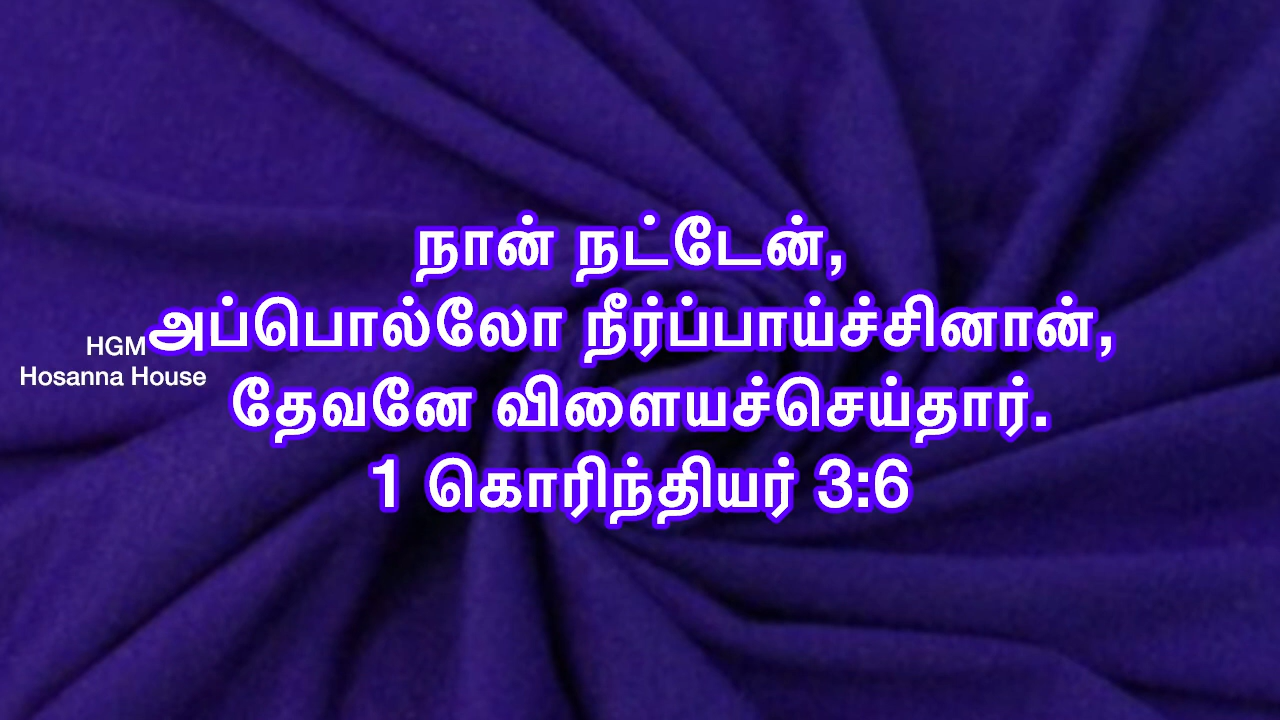 நான் நட்டேன்,
அப்பொல்லோ நீர்ப்பாய்ச்சினான்,
தேவனே விளையச்செய்தார்.
1 கொரிந்தியர் 3:6
HGM
Hosanna House